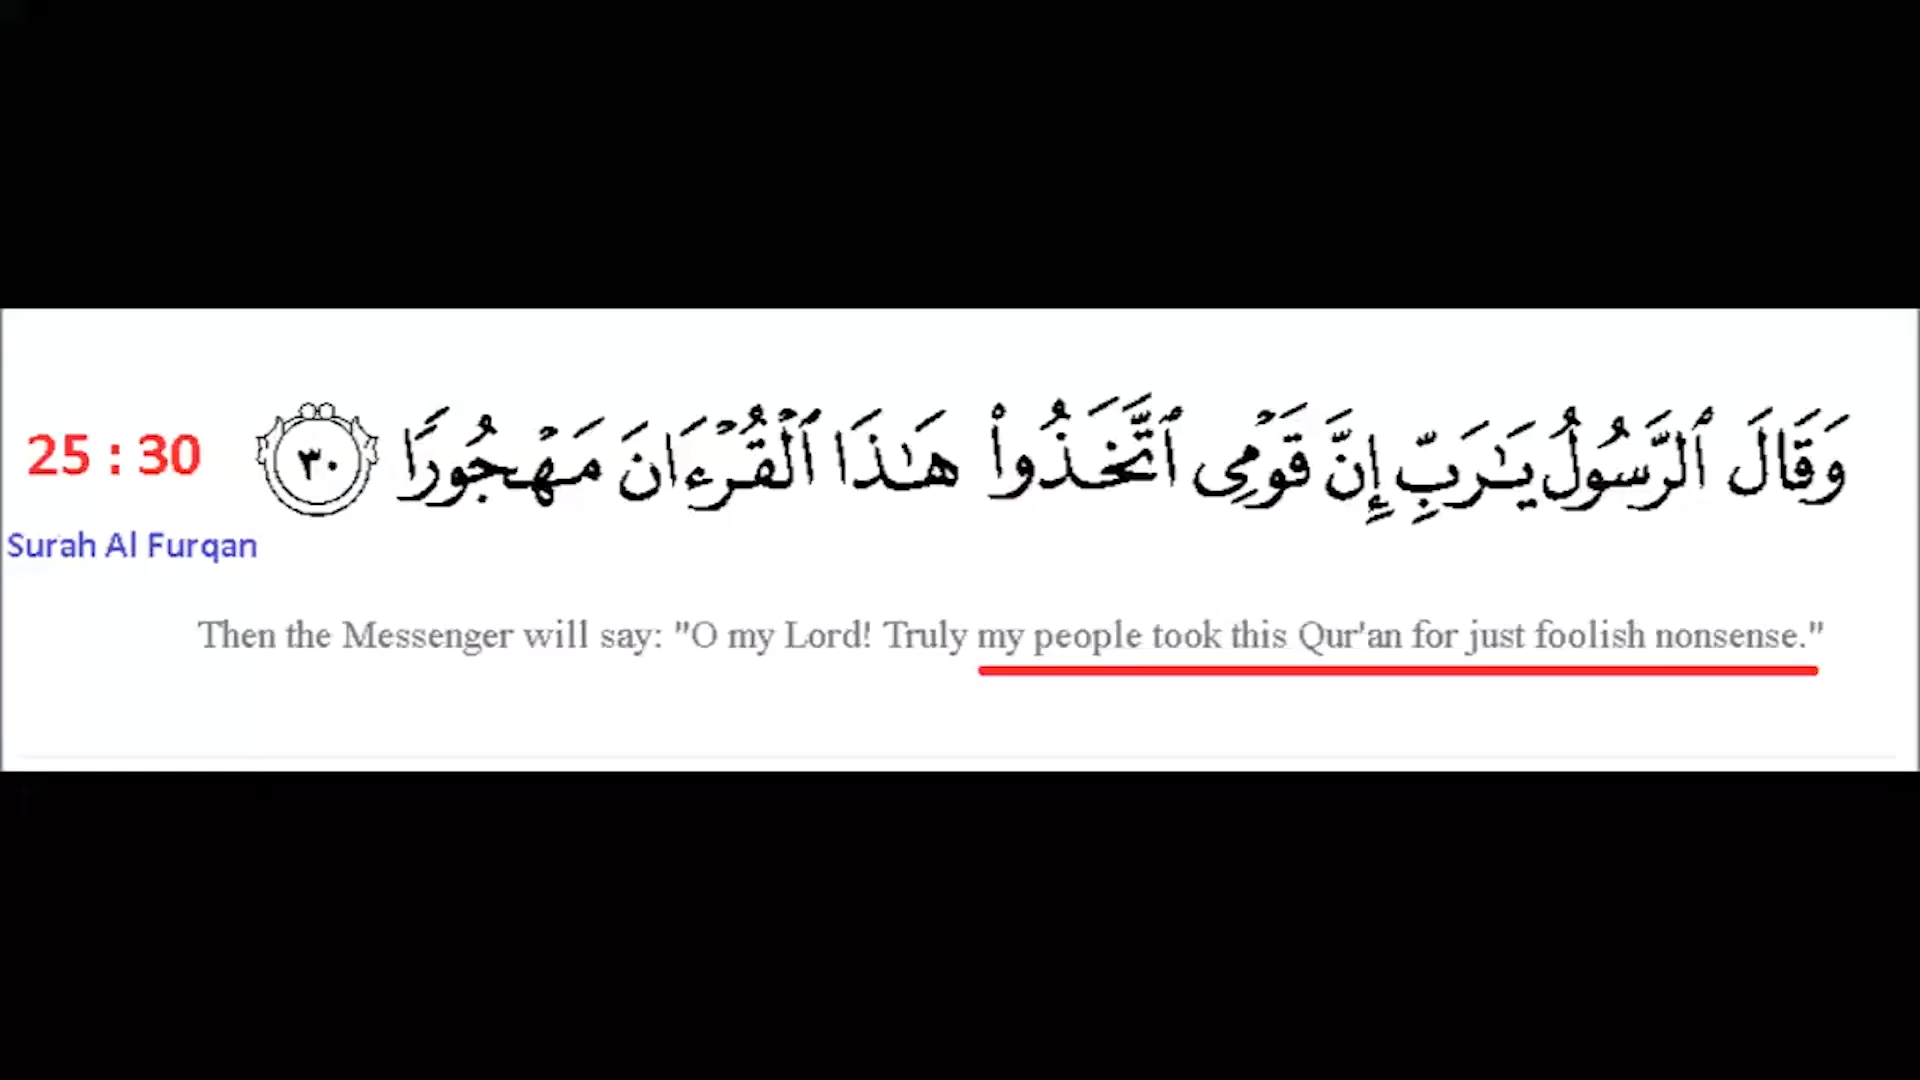 وَقَالَ ٱلرَّسُولُ يَـٰرَبِّ إِنَّ قَوْمِى ٱتَّخَذُوا۟ هَـٰذَا ٱلْقُرْءَانَ مَهْجُورًا ٣٠
25 : 30
Surah Al Furqan
Then the Messenger will say: "O my Lord! Truly my people took this Qur'an for just foolish nonsense."